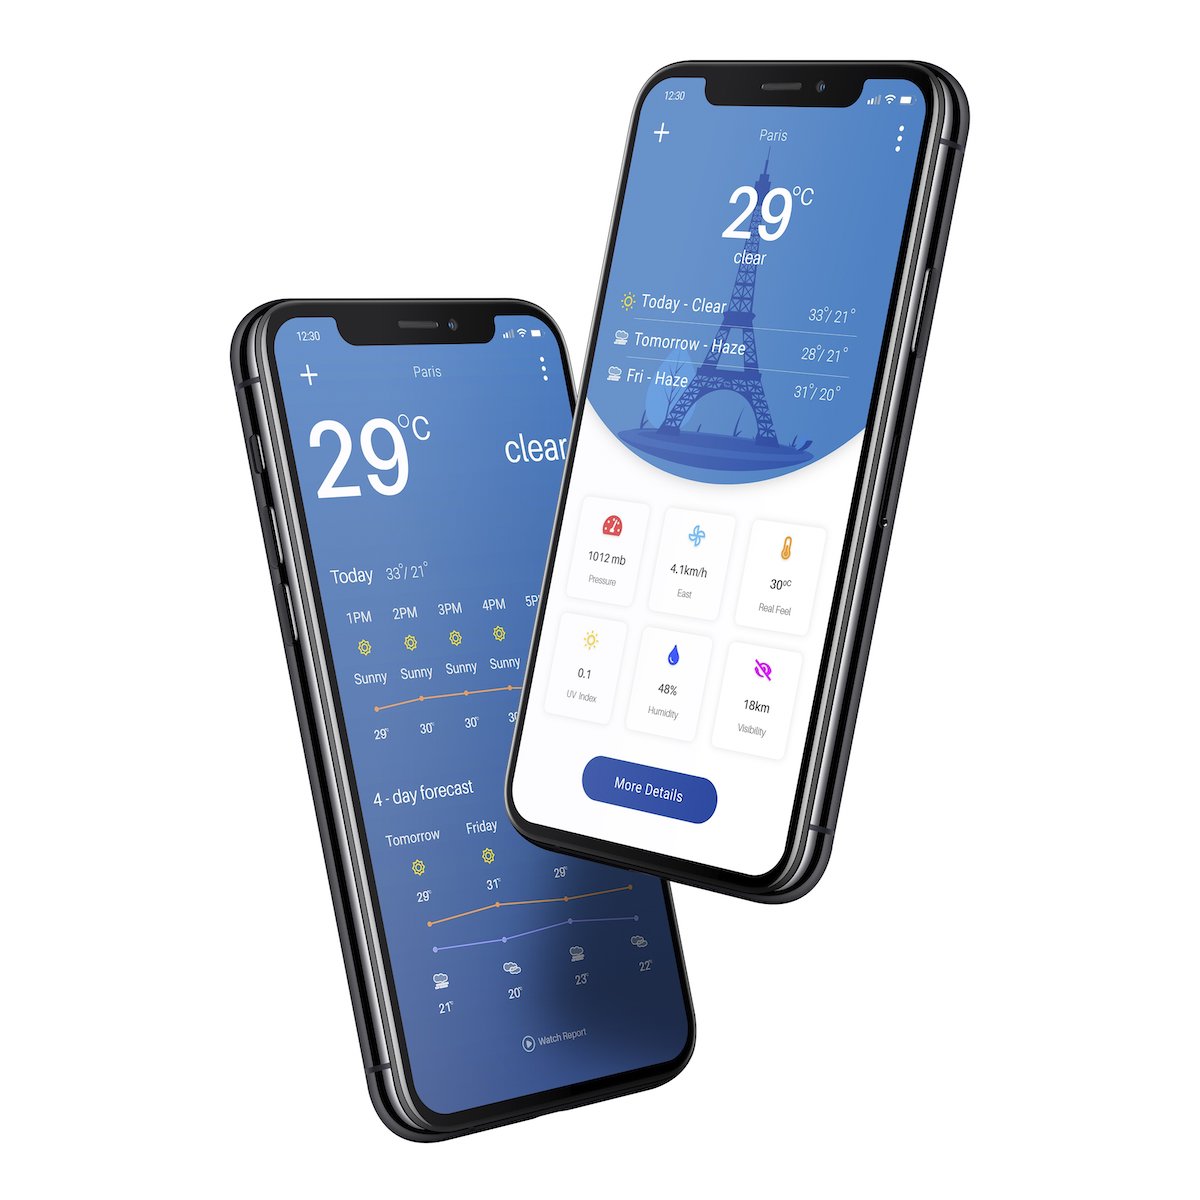 12:30
Paris
29°C
clear
Today 33°/ 21°
1PM 2PM 3PM 4PM
Sunny Sunny Sunny Sunny
29° 30° 30°
4 - day forecast
Tomorrow Friday
29° 31° 29°
21° 20° 23° 22°
Watch Report
12:30
Paris
29°C
clear
Today - Clear 33°/ 21°
Tomorrow - Haze 28°/ 21°
Fri - Haze 31°/ 20°
1012 mb 4.1km/h 30°C
Pressure East Real Feel
0.1 48% 18km
UV Index Humidity Visibility
More Details